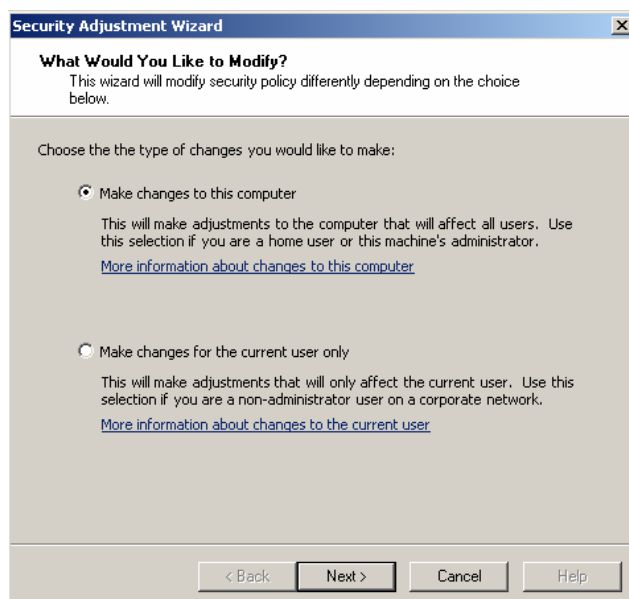 Security Adjustment Wizard
What Would You Like to Modify?
This wizard will modify security policy differently depending on the choice
below.
Choose the the type of changes you would like to make:
Make changes to this computer
This will make adjustments to the computer that will affect all users. Use
this selection if you are a home user or this machine's administrator.
More information about changes to this computer
Make changes for the current user only
This will make adjustments that will only affect the current user. Use this
selection if you are a non-administrator user on a corporate network.
More information about changes to the current user
< Back Next > Cancel Help